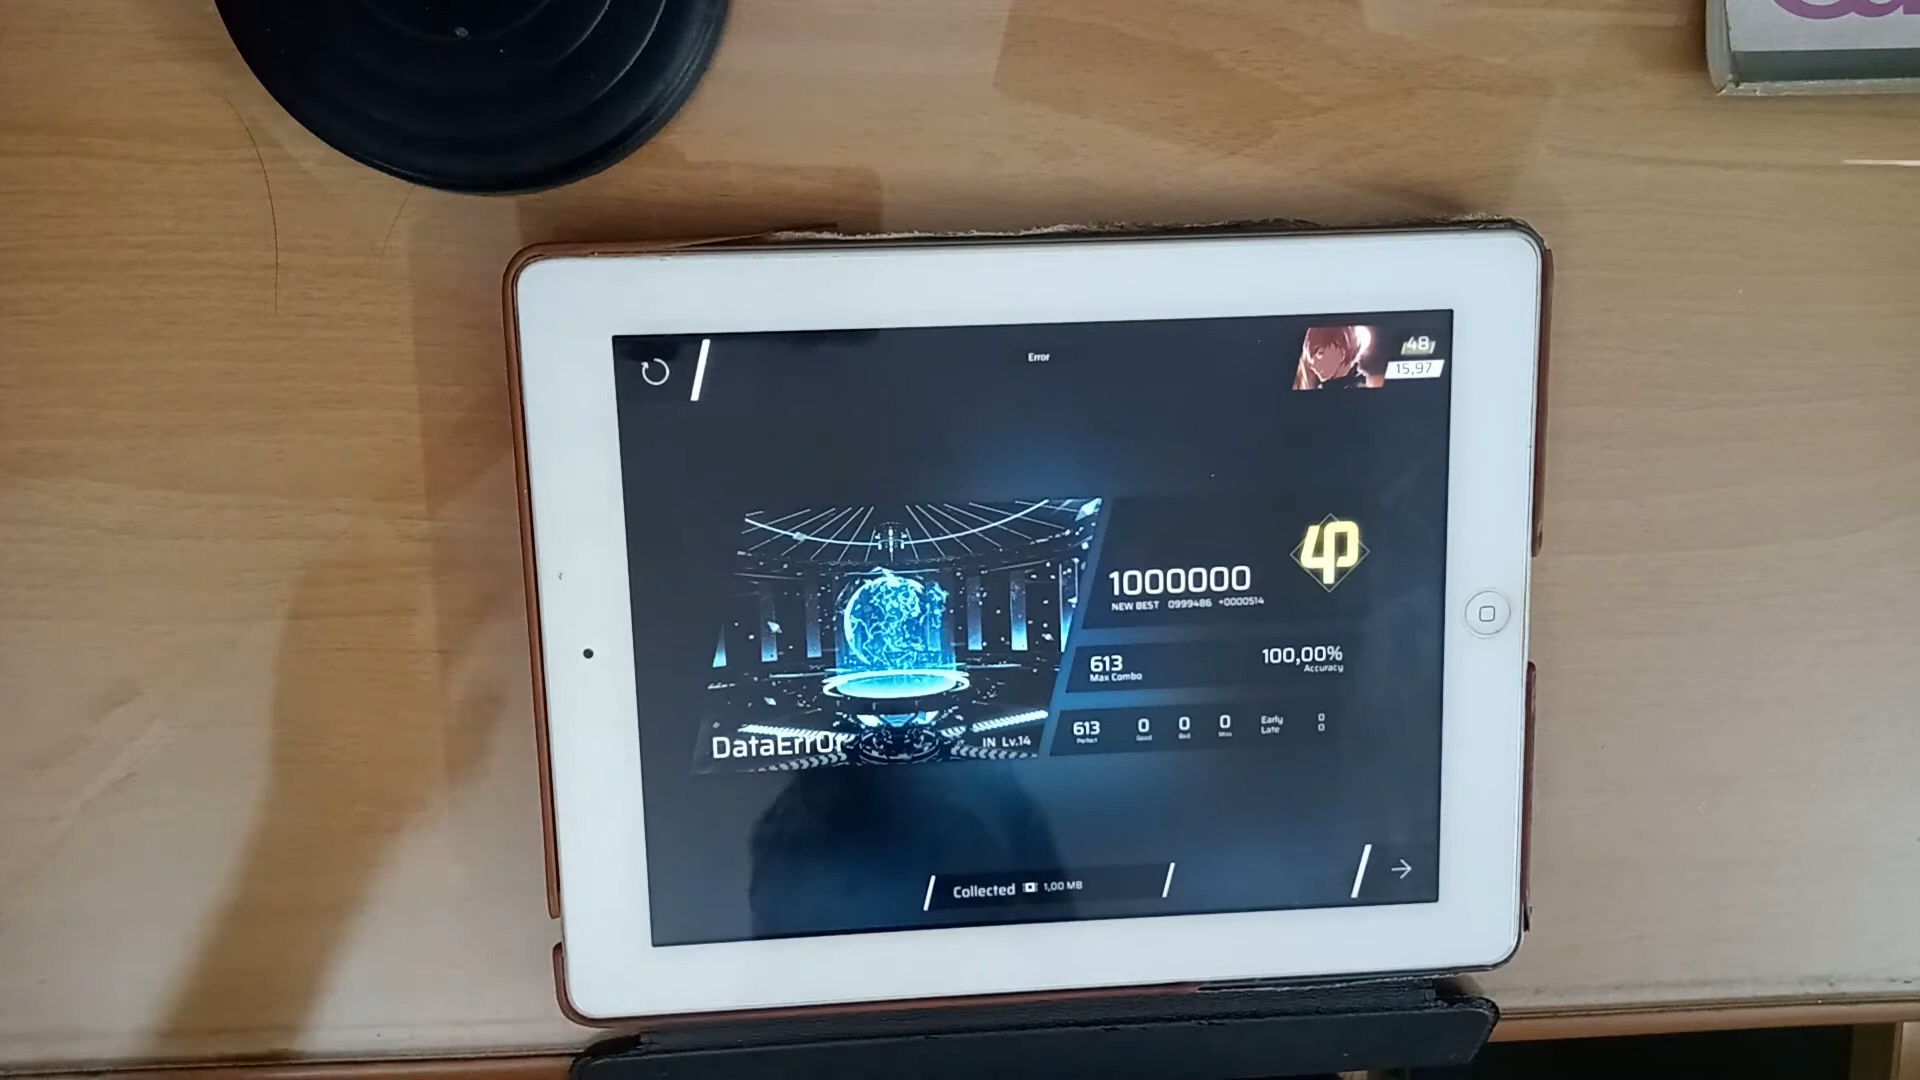 Error
48
15,97
1000000
NEW BEST 0999486 +0000514
613
Max Combo
100,00%
Accuracy
613 0 0 0
Perfect Good Bad Miss
Early 0
Late 0
DataErr0r
IN Lv.14
Collected 1,00 MB